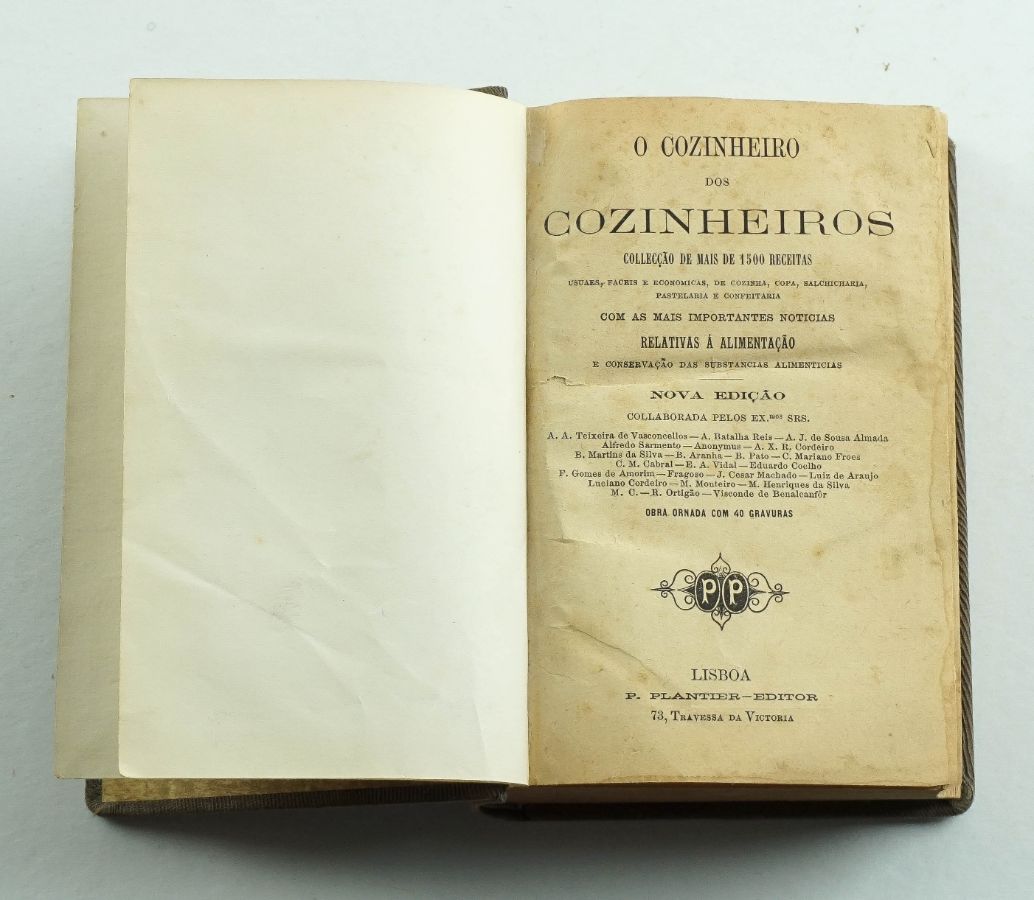 O COZINHEIRO
DOS
COZINHEIROS
COLLECÇÃO DE MAIS DE 1500 RECEITAS
USUAES, FACEIS E ECONOMICAS, DE COZINHA, COPA, SALCHICHARIA,
PASTELARIA E CONFEITARIA
COM AS MAIS IMPORTANTES NOTICIAS
RELATIVAS Á ALIMENTAÇÃO
E CONSERVAÇÃO DAS SUBSTANCIAS ALIMENTICIAS
NOVA EDIÇÃO
COLLABORADA PELOS EX.mos SRS.
A. A. Teixeira de Vasconcellos — A. Batalha Reis — A. J. de Sousa Almada
Alfredo Sarmento — Anonymus — A. X. R. Cordeiro
B. Martins da Silva — B. Aranha — B. Pato — C. Mariano Froes
C. M. Cabral — E. A. Vidal — Eduardo Coelho
F. Gomes de Amorim — Fragoso — J. Cesar Machado — Luiz de Araujo
Luciano Cordeiro — M. Monteiro — M. Henriques da Silva
M. C. — R. Ortigão — Visconde de Benalcanfôr
OBRA ORNADA COM 40 GRAVURAS
PP
LISBOA
P. PLANTIER — EDITOR
73, TRAVESSA DA VICTORIA